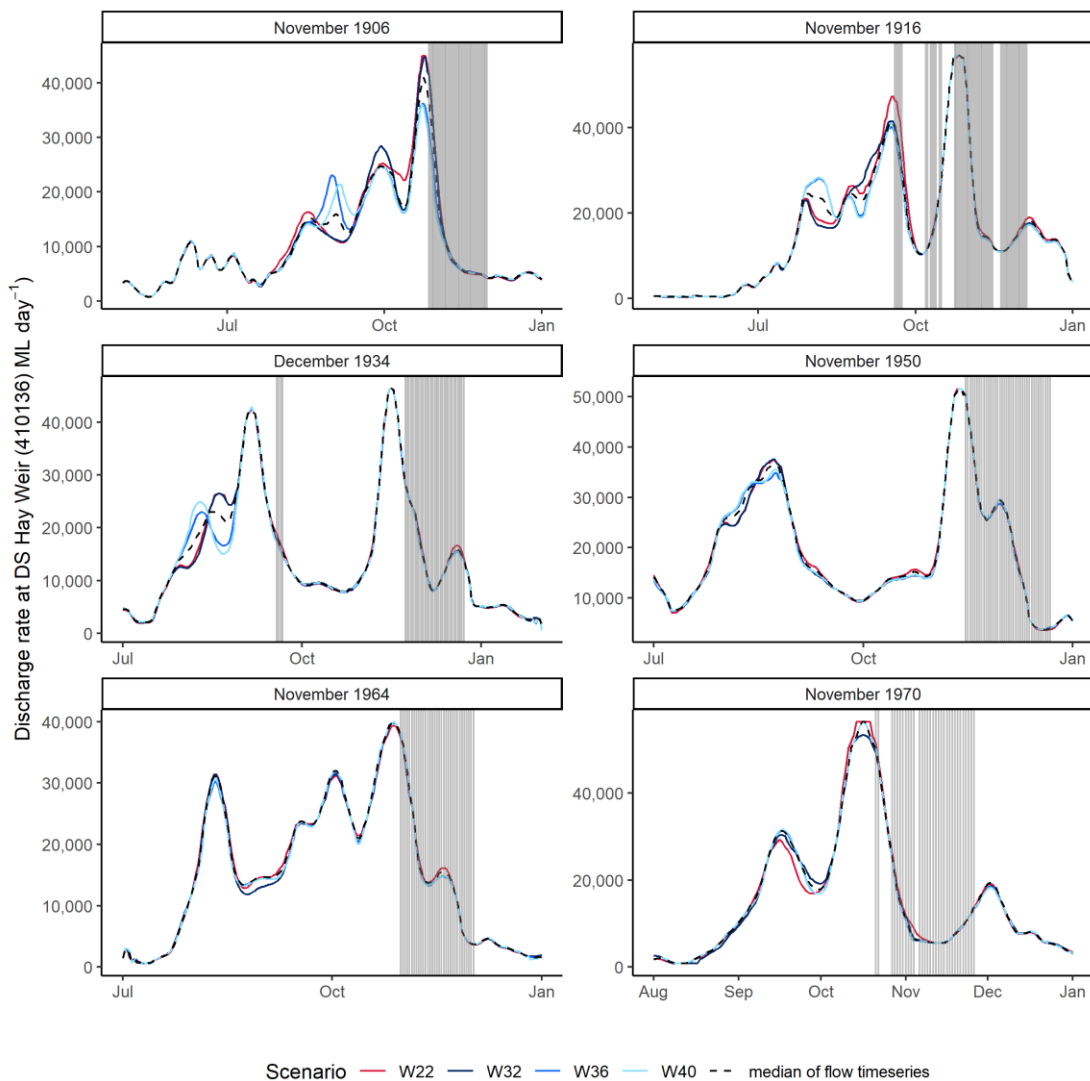 November 1906
November 1916
40,000
30,000
20,000
10,000
0
Jul
Oct
Jan
40,000
20,000
0
Jul
Oct
Jan
Discharge rate at DS Hay Weir (410136) ML day⁻¹
December 1934
November 1950
40,000
30,000
20,000
10,000
0
Jul
Oct
Jan
50,000
40,000
30,000
20,000
10,000
Jul
Oct
Jan
November 1964
November 1970
40,000
30,000
20,000
10,000
0
Jul
Oct
Jan
40,000
20,000
0
Aug
Sep
Oct
Nov
Dec
Jan
Scenario W22 W32 W36 W40 median of flow timeseries